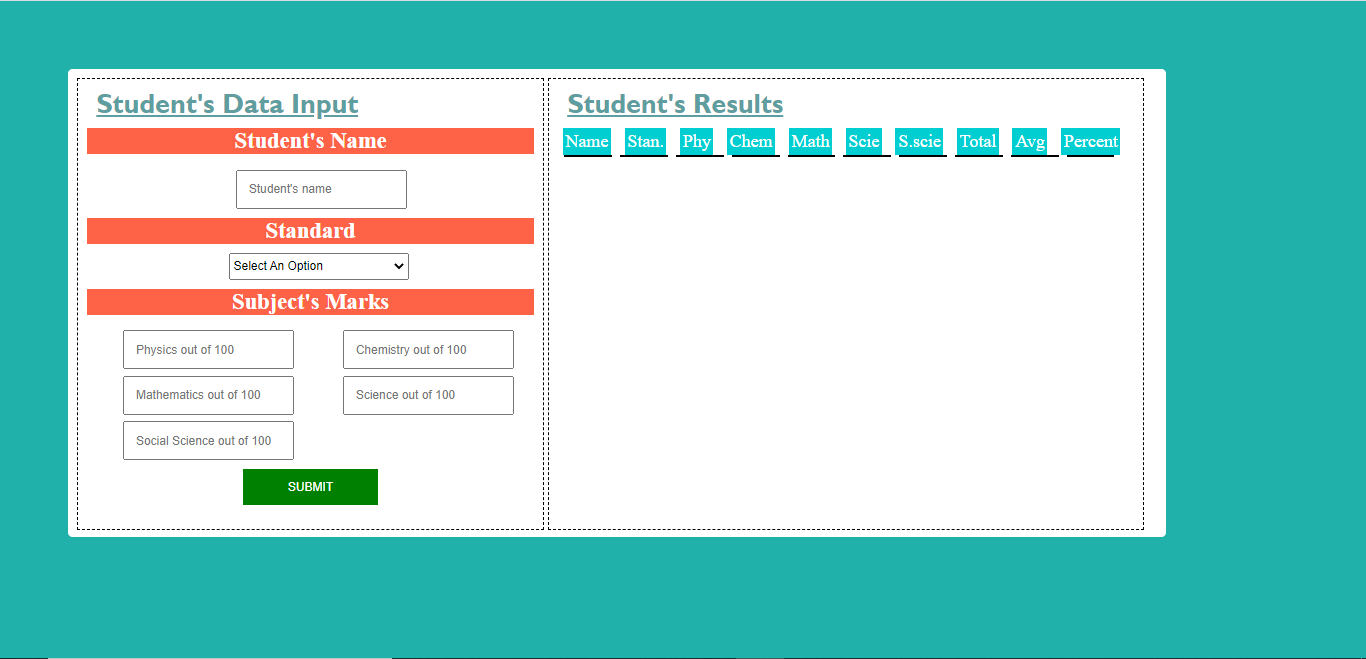 Student's Data Input
Student's Name
Student's name
Standard
Select An Option
Subject's Marks
Physics out of 100 Chemistry out of 100
Mathematics out of 100 Science out of 100
Social Science out of 100
SUBMIT
Student's Results
Name Stan. Phy Chem Math Scie S.scie Total Avg Percent